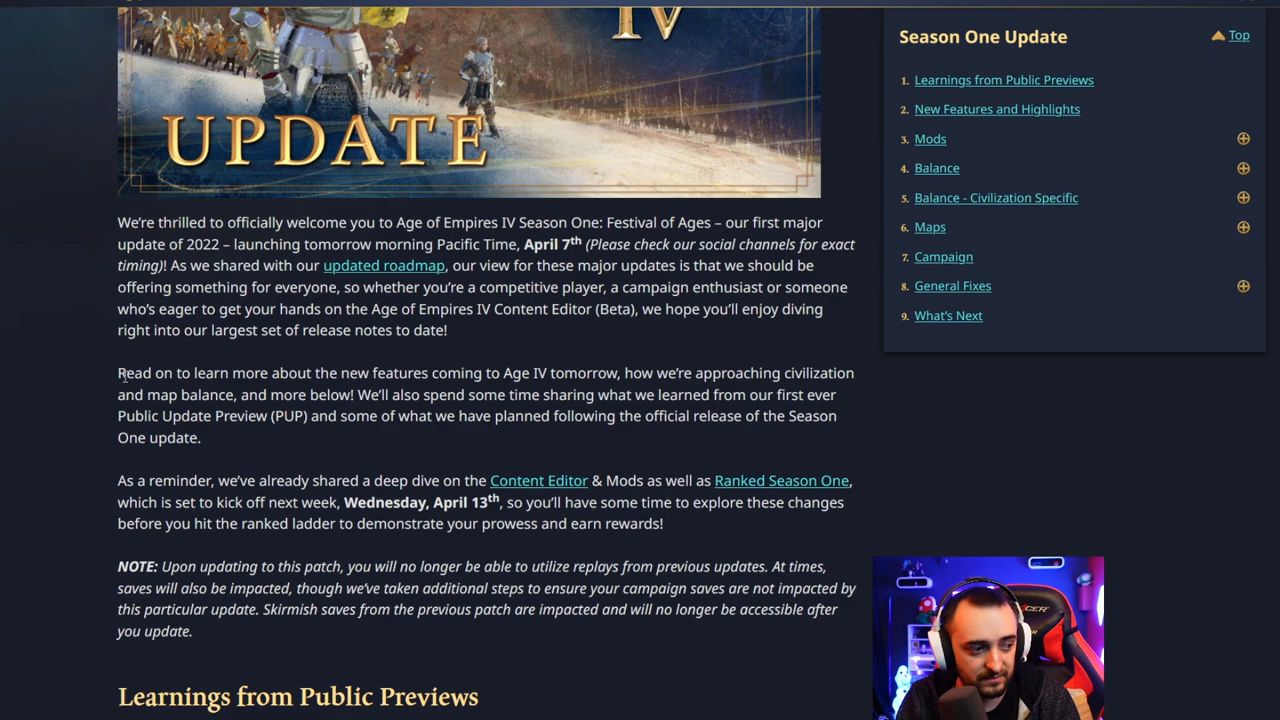 IV
UPDATE
We're thrilled to officially welcome you to Age of Empires IV Season One: Festival of Ages – our first major
update of 2022 – launching tomorrow morning Pacific Time, April 7th (Please check our social channels for exact
timing)! As we shared with our updated roadmap, our view for these major updates is that we should be
offering something for everyone, so whether you're a competitive player, a campaign enthusiast or someone
who's eager to get your hands on the Age of Empires IV Content Editor (Beta), we hope you'll enjoy diving
right into our largest set of release notes to date!
Read on to learn more about the new features coming to Age IV tomorrow, how we're approaching civilization
and map balance, and more below! We'll also spend some time sharing what we learned from our first ever
Public Update Preview (PUP) and some of what we have planned following the official release of the Season
One update.
As a reminder, we've already shared a deep dive on the Content Editor & Mods as well as Ranked Season One,
which is set to kick off next week, Wednesday, April 13th, so you'll have some time to explore these changes
before you hit the ranked ladder to demonstrate your prowess and earn rewards!
NOTE: Upon updating to this patch, you will no longer be able to utilize replays from previous updates. At times,
saves will also be impacted, though we've taken additional steps to ensure your campaign saves are not impacted by
this particular update. Skirmish saves from the previous patch are impacted and will no longer be accessible after
you update.
Learnings from Public Previews
Season One Update
Top
1. Learnings from Public Previews
2. New Features and Highlights
3. Mods
4. Balance
5. Balance - Civilization Specific
6. Maps
7. Campaign
8. General Fixes
9. What's Next